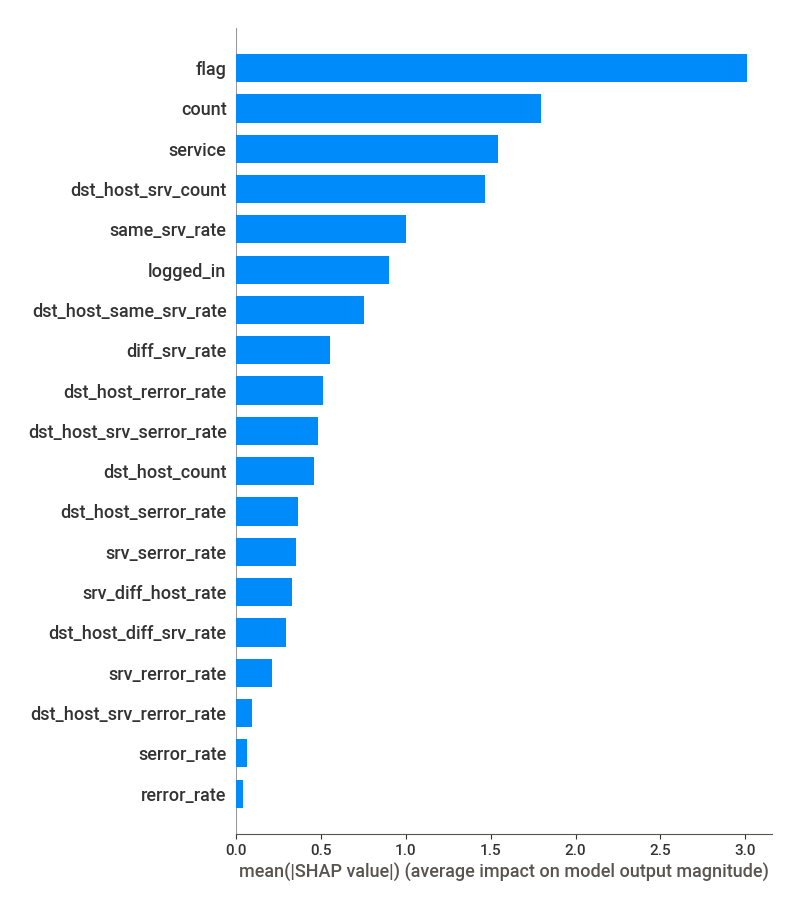 flag
count
service
dst_host_srv_count
same_srv_rate
logged_in
dst_host_same_srv_rate
diff_srv_rate
dst_host_rerror_rate
dst_host_srv_serror_rate
dst_host_count
dst_host_serror_rate
srv_serror_rate
srv_diff_host_rate
dst_host_diff_srv_rate
srv_rerror_rate
dst_host_srv_rerror_rate
serror_rate
rerror_rate
0.0 0.5 1.0 1.5 2.0 2.5 3.0
mean(|SHAP value|) (average impact on model output magnitude)